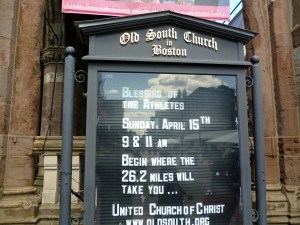 Old South Church
in
Boston
Blessing of
the Athletes
Sunday, April 15th
9 & 11 am
Begin where the
26.2 miles will
take you ...
United Church of Christ
www.oldsouth.org